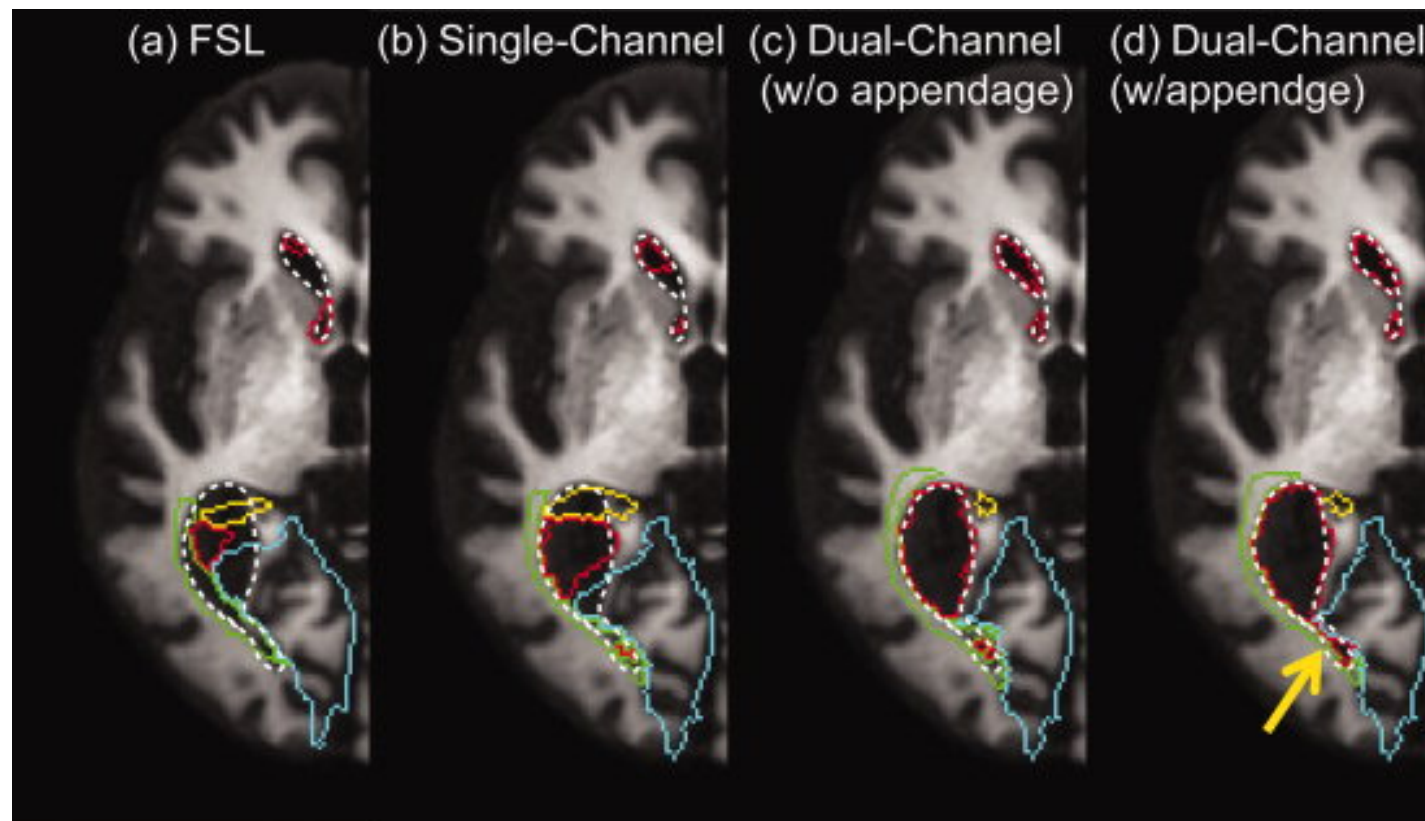 (a) FSL
(b) Single-Channel
(c) Dual-Channel
(w/o appendage)
(d) Dual-Channel
(w/appendge)